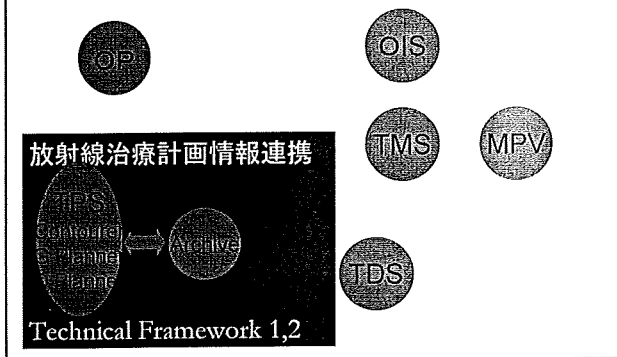 OP
OIS
TMS
MPV
放射線治療計画情報連携
TPS
Contourer
Archive
TDS
Technical Framework 1,2